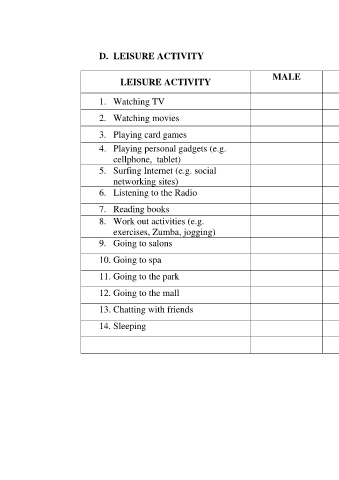 D. LEISURE ACTIVITY
LEISURE ACTIVITY
MALE
1. Watching TV
2. Watching movies
3. Playing card games
4. Playing personal gadgets (e.g.
cellphone, tablet)
5. Surfing Internet (e.g. social
networking sites)
6. Listening to the Radio
7. Reading books
8. Work out activities (e.g.
exercises, Zumba, jogging)
9. Going to salons
10. Going to spa
11. Going to the park
12. Going to the mall
13. Chatting with friends
14. Sleeping